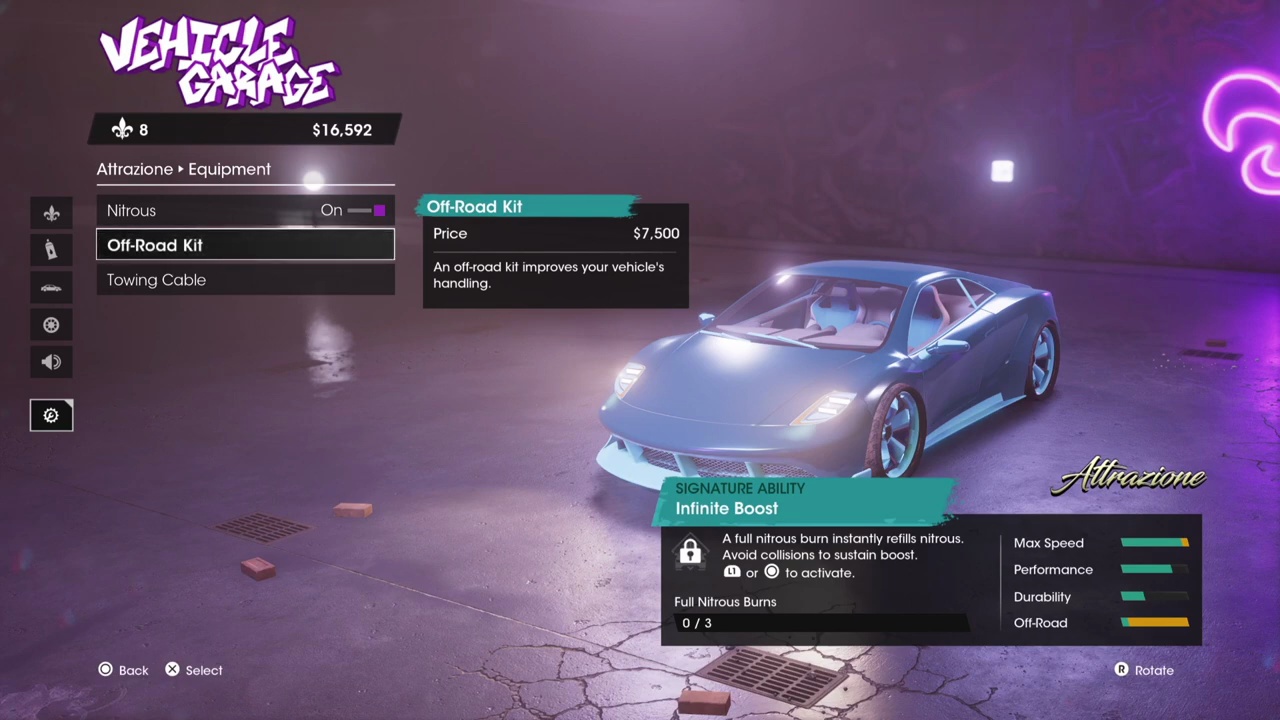 VEHICLE
GARAGE
8 $16,592
Attrazione ▸ Equipment
Nitrous On
Off-Road Kit
Towing Cable
Off-Road Kit
Price $7,500
An off-road kit improves your vehicle's
handling.
Attrazione
SIGNATURE ABILITY
Infinite Boost
A full nitrous burn instantly refills nitrous.
Avoid collisions to sustain boost.
L1 or to activate.
Full Nitrous Burns
0 / 3
Max Speed
Performance
Durability
Off-Road
Back Select
R Rotate